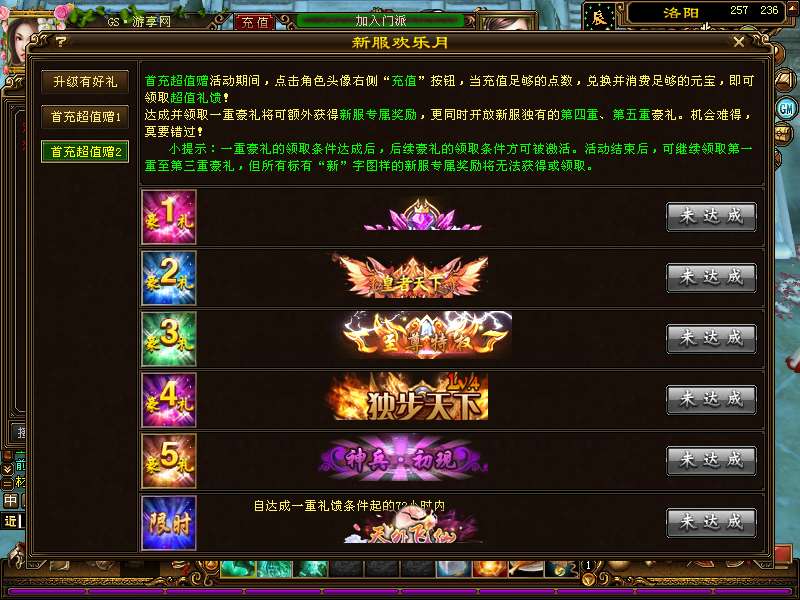 GS·游享网
充值
加入门派
辰
洛阳
257 236
?
新服欢乐月
升级有好礼
首充超值赠1
首充超值赠2
首充超值赠活动期间，点击角色头像右侧“充值”按钮，当充值足够的点数，兑换并消费足够的元宝，即可
领取超值礼馈！
达成并领取一重豪礼将可额外获得新服专属奖励，更同时开放新服独有的第四重、第五重豪礼。机会难得，
莫要错过！
小提示：一重豪礼的领取条件达成后，后续豪礼的领取条件方可被激活。活动结束后，可继续领取第一
重至第三重豪礼，但所有标有“新”字图样的新服专属奖励将无法获得或领取。
豪1礼
未达成
豪2礼
皇者天下
未达成
豪3礼
至尊特权
未达成
豪4礼
独步天下
LV4
未达成
豪5礼
神兵·初现
未达成
限时
自达成一重礼馈条件起的72小时内
天外飞仙
未达成
CM
甲
近
1